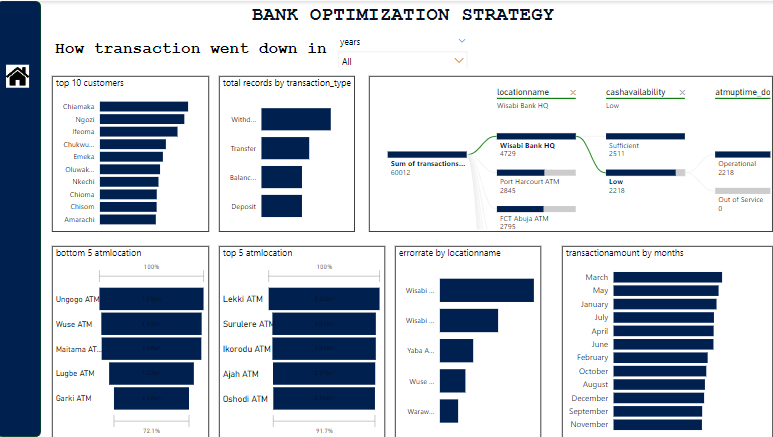 BANK OPTIMIZATION STRATEGY
How transaction went down in
years
All
top 10 customers
Chiamaka
Ngozi
Ifeoma
Chukwu...
Emeka
Oluwak...
Nkechi
Chioma
Chisom
Amarachi
total records by transaction_type
Withd...
Transfer
Balanc...
Deposit
locationname
Wisabi Bank HQ
cashavailability
Low
atmuptime_do
Sum of transactions...
60012
Wisabi Bank HQ
4729
Port Harcourt ATM
2845
FCT Abuja ATM
2795
Sufficient
2511
Low
2218
Operational
2218
Out of Service
0
bottom 5 atmlocation
100%
Ungogo ATM
Wuse ATM
Maitama AT...
Lugbe ATM
Garki ATM
72.1%
top 5 atmlocation
100%
Lekki ATM
Surulere ATM
Ikorodu ATM
Ajah ATM
Oshodi ATM
91.7%
errorrate by locationname
Wisabi ...
Wisabi ...
Yaba A...
Wuse ...
Waraw...
transactionamount by months
March
May
January
July
April
June
February
October
August
December
September
November